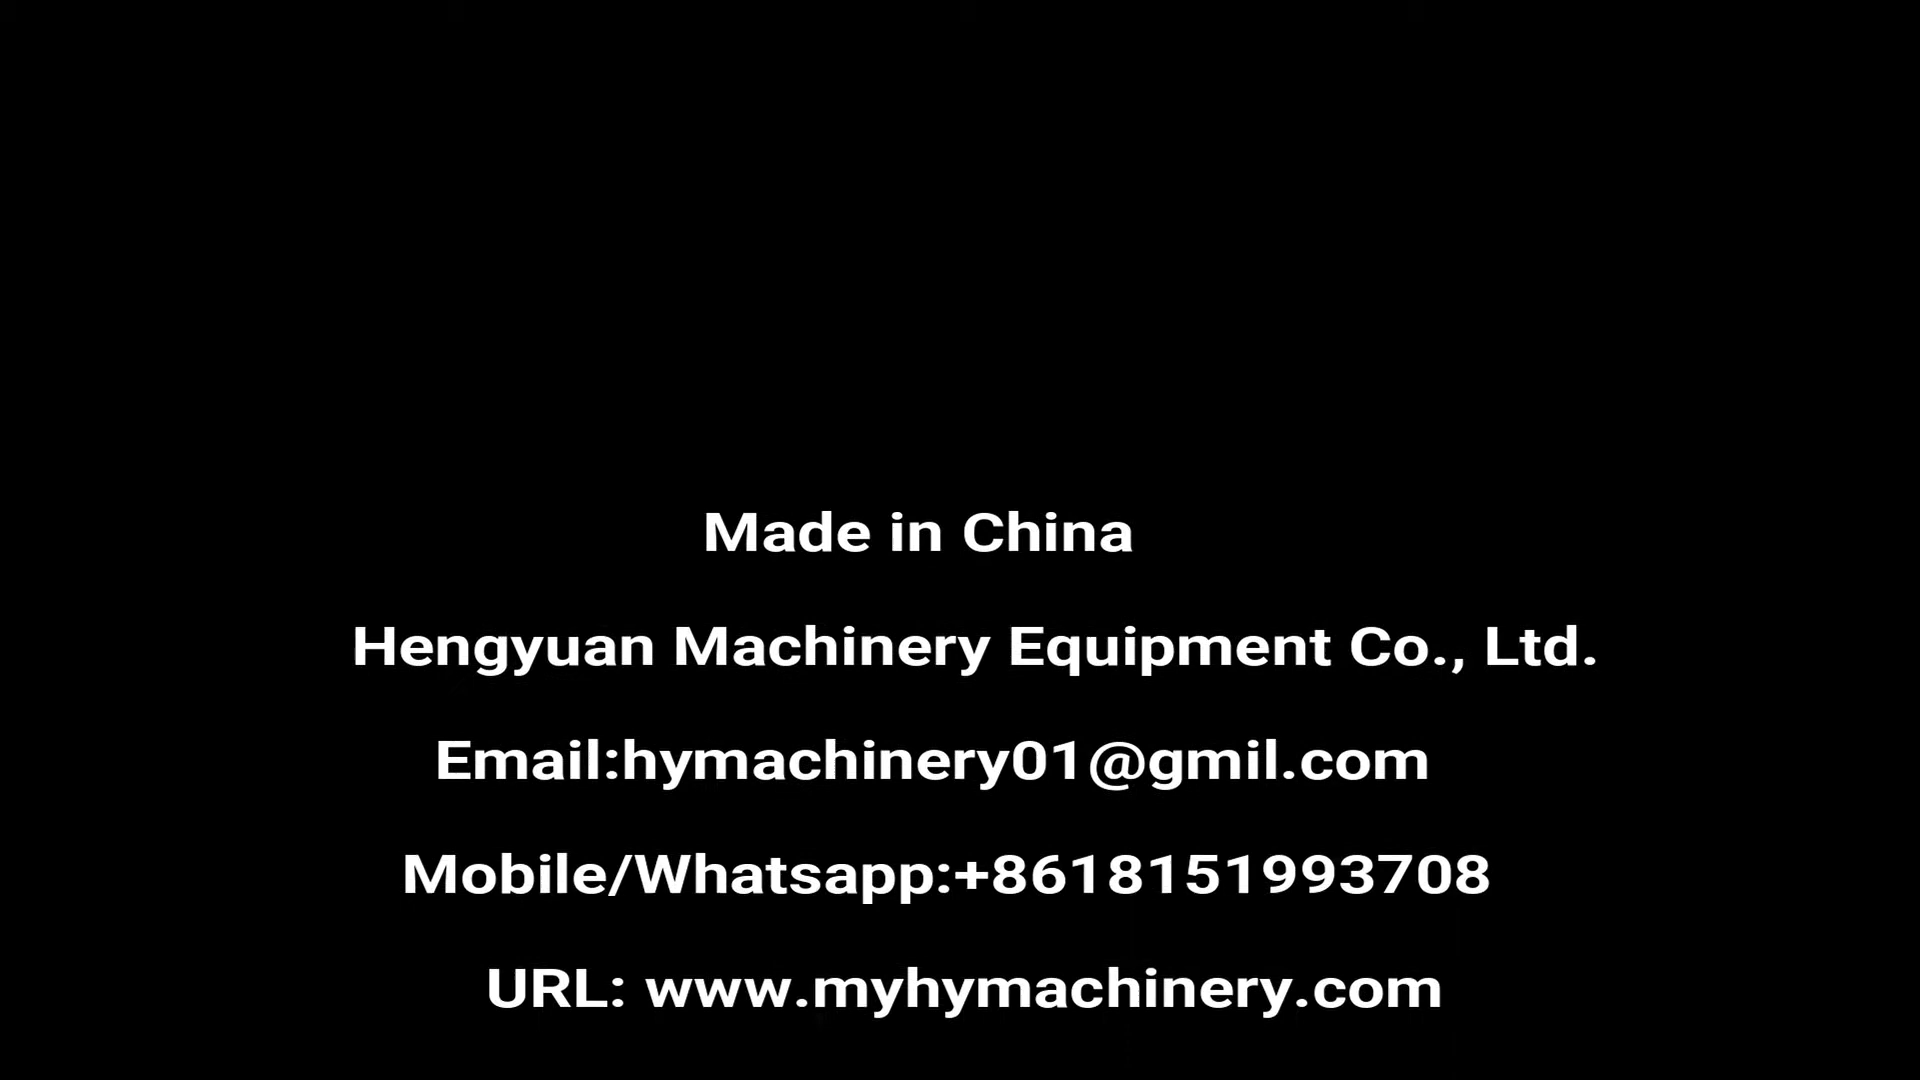 Made in China
Hengyuan Machinery Equipment Co., Ltd.
Email:hymachinery01@gmil.com
Mobile/Whatsapp:+8618151993708
URL: www.myhymachinery.com